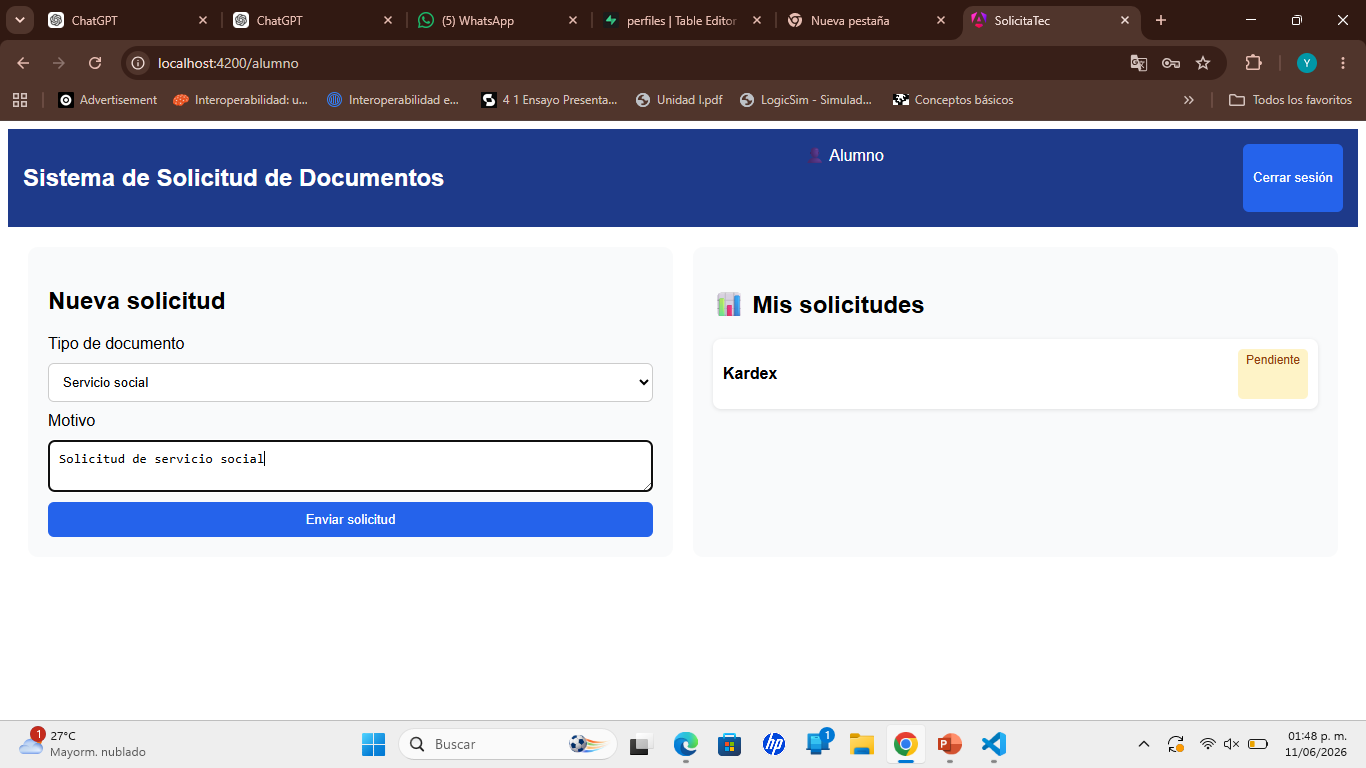 ChatGPT
ChatGPT
(5) WhatsApp
perfiles | Table Editor
Nueva pestaña
SolicitaTec
localhost:4200/alumno
Y
Advertisement
Interoperabilidad: u...
Interoperabilidad e...
4 1 Ensayo Presenta...
Unidad I.pdf
LogicSim - Simulad...
Conceptos básicos
Todos los favoritos
Sistema de Solicitud de Documentos
Alumno
Cerrar sesión
Nueva solicitud
Tipo de documento
Servicio social
Motivo
Solicitud de servicio social
Enviar solicitud
Mis solicitudes
Kardex
Pendiente
1
27°C
Mayorm. nublado
Buscar
hp
1
P
01:48 p. m.
11/06/2026